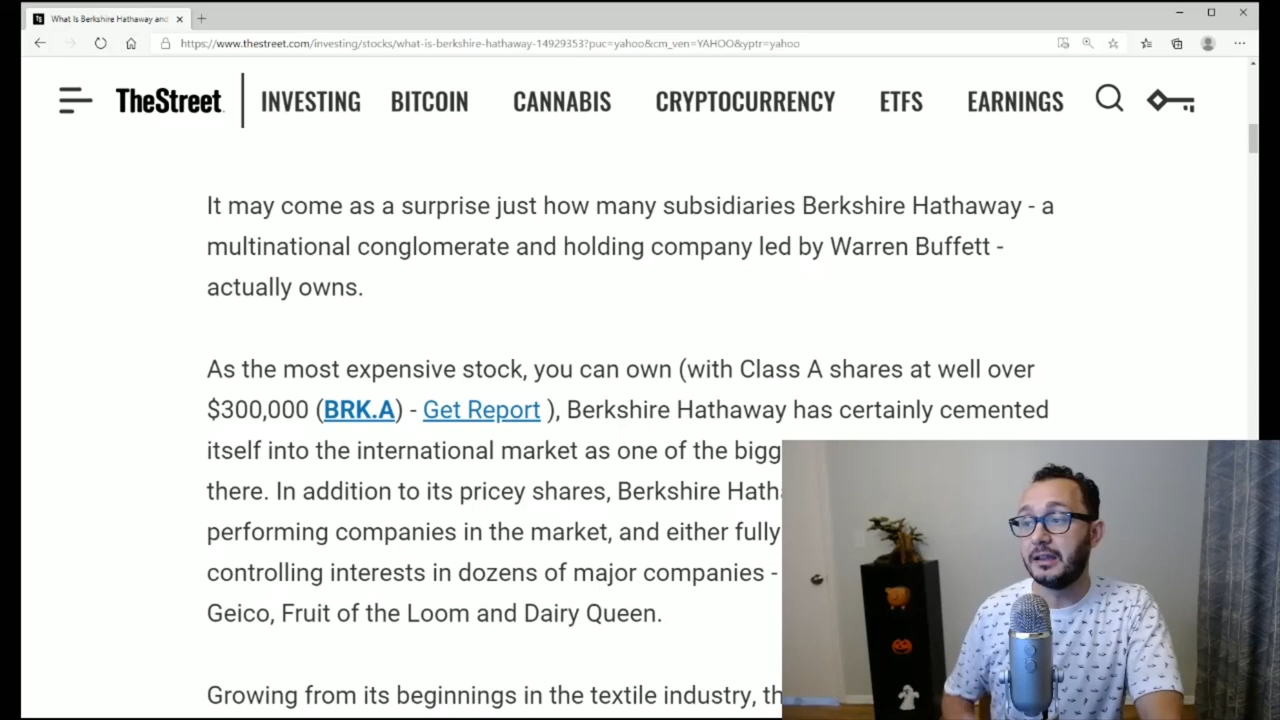 What Is Berkshire Hathaway and
https://www.thestreet.com/investing/stocks/what-is-berkshire-hathaway-14929353?puc=yahoo&cm_ven=YAHOO&yptr=yahoo
TheStreet INVESTING BITCOIN CANNABIS CRYPTOCURRENCY ETFS EARNINGS
It may come as a surprise just how many subsidiaries Berkshire Hathaway - a
multinational conglomerate and holding company led by Warren Buffett -
actually owns.
As the most expensive stock, you can own (with Class A shares at well over
$300,000 (BRK.A) - Get Report ), Berkshire Hathaway has certainly cemented
itself into the international market as one of the bigg
there. In addition to its pricey shares, Berkshire Hath
performing companies in the market, and either fully
controlling interests in dozens of major companies -
Geico, Fruit of the Loom and Dairy Queen.
Growing from its beginnings in the textile industry, th